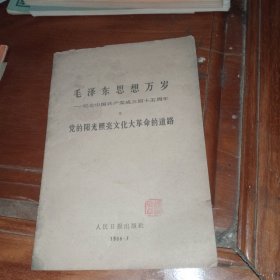 毛泽东思想万岁
——纪念中国共产党成立四十五周年
党的阳光照亮文化大革命的道路
人民日报出版社
1966·7